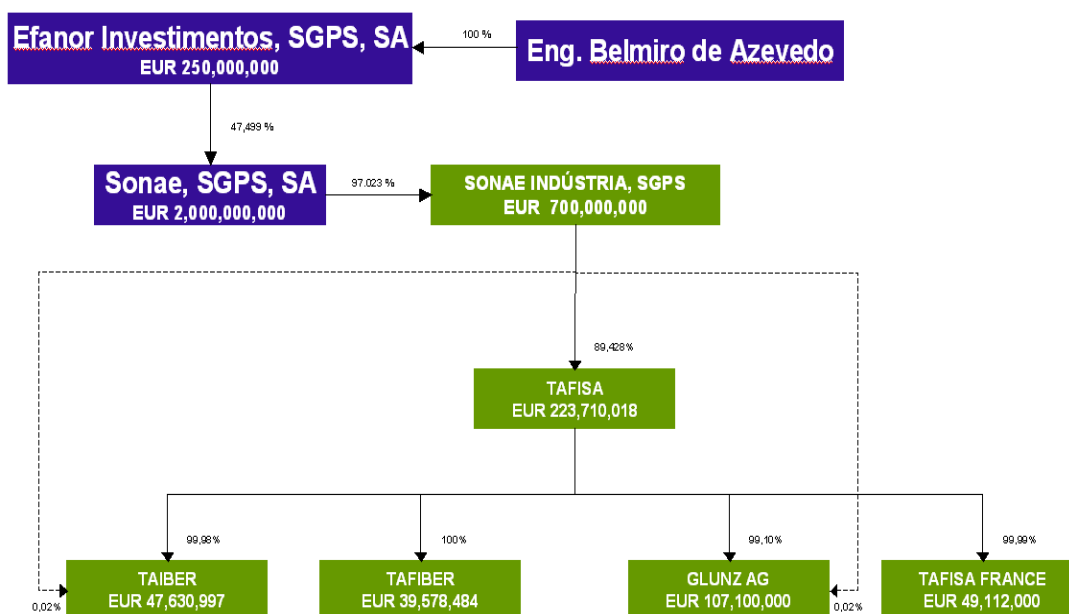 Efanor Investimentos, SGPS, SA
EUR 250,000,000
100 %
Eng. Belmiro de Azevedo
47,499 %
Sonae, SGPS, SA
EUR 2,000,000,000
97.023 %
SONAE INDÚSTRIA, SGPS
EUR 700,000,000
89,428%
TAFISA
EUR 223,710,018
99,98%
100%
99,10%
99,99%
TAIBER
EUR 47,630,997
TAFIBER
EUR 39,578,484
GLUNZ AG
EUR 107,100,000
TAFISA FRANCE
EUR 49,112,000
0,02%
0,02%